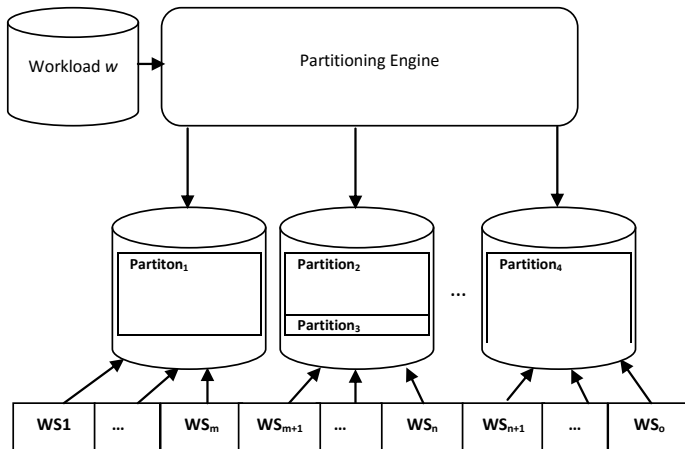 Workload w
Partitioning Engine
Partiton₁
Partition₂
Partition₄
...
Partition₃
WS1
...
WSₘ
WSₘ₊₁
...
WSₙ
WSₙ₊₁
...
WSₒ